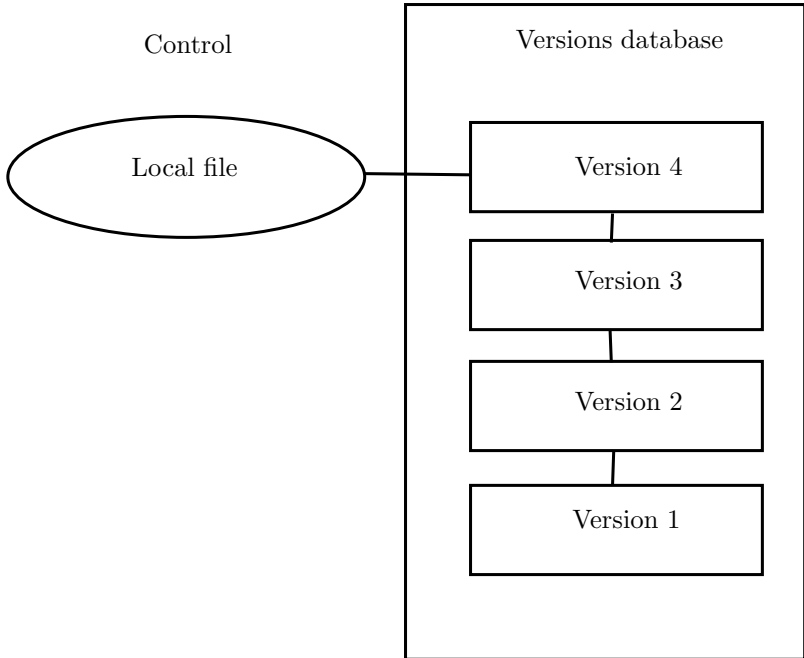 Control
Versions database
Local file
Version 4
Version 3
Version 2
Version 1